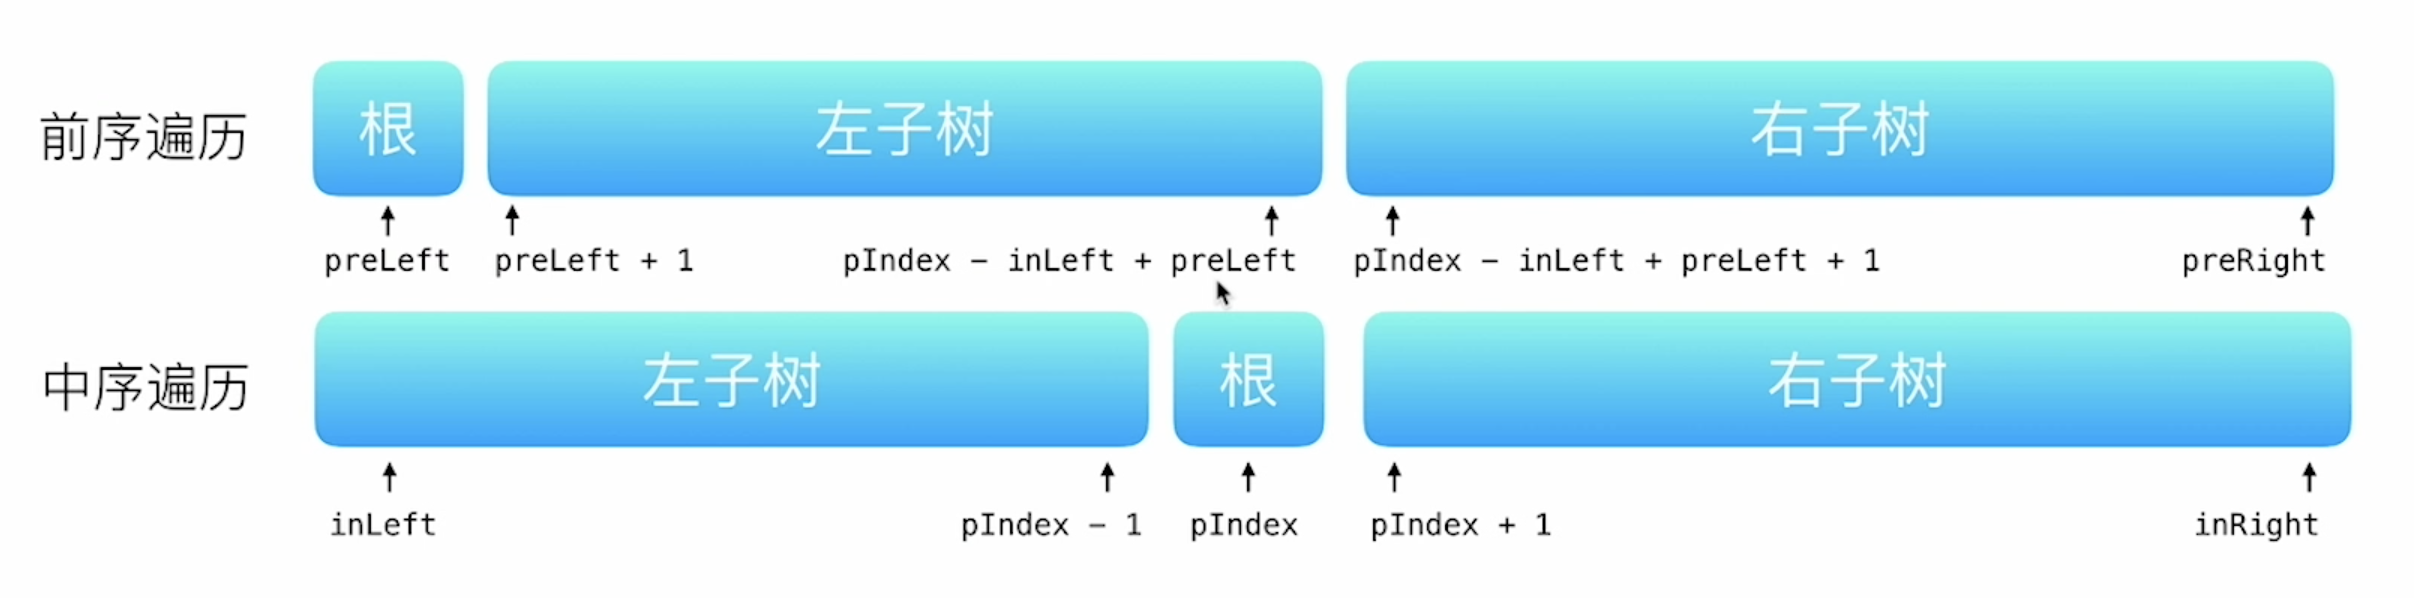 前序遍历 根 左子树 右子树
preLeft preLeft + 1 pIndex − inLeft + preLeft pIndex − inLeft + preLeft + 1 preRight
中序遍历 左子树 根 右子树
inLeft pIndex − 1 pIndex pIndex + 1 inRight